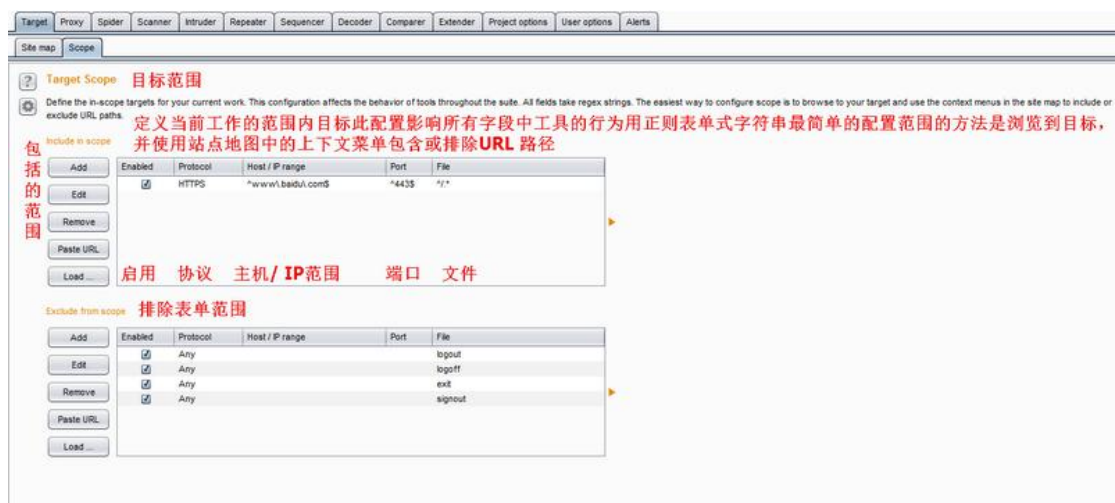 Target Proxy Spider Scanner Intruder Repeater Sequencer Decoder Comparer Extender Project options User options Alerts
Site map Scope
Target Scope 目标范围
Define the in-scope targets for your current work. This configuration affects the behavior of tools throughout the suite. All fields take regex strings. The easiest way to configure scope is to browse to your target and use the context menus in the site map to include or
exclude URL paths.
定义当前工作的范围内目标此配置影响所有字段中工具的行为用正则表单式字符串最简单的配置范围的方法是浏览到目标，
并使用站点地图中的上下文菜单包含或排除URL 路径
包括的范围
Include in scope
Add Enabled Protocol Host / IP range Port File
HTTPS ^www\.baidu\.com$ ^443$ ^/.*
Edit
Remove
Paste URL
Load ... 启用 协议 主机/ IP范围 端口 文件
Exclude from scope 排除表单范围
Add Enabled Protocol Host / IP range Port File
Any logout
Edit Any logoff
Any exit
Remove Any signout
Paste URL
Load ...